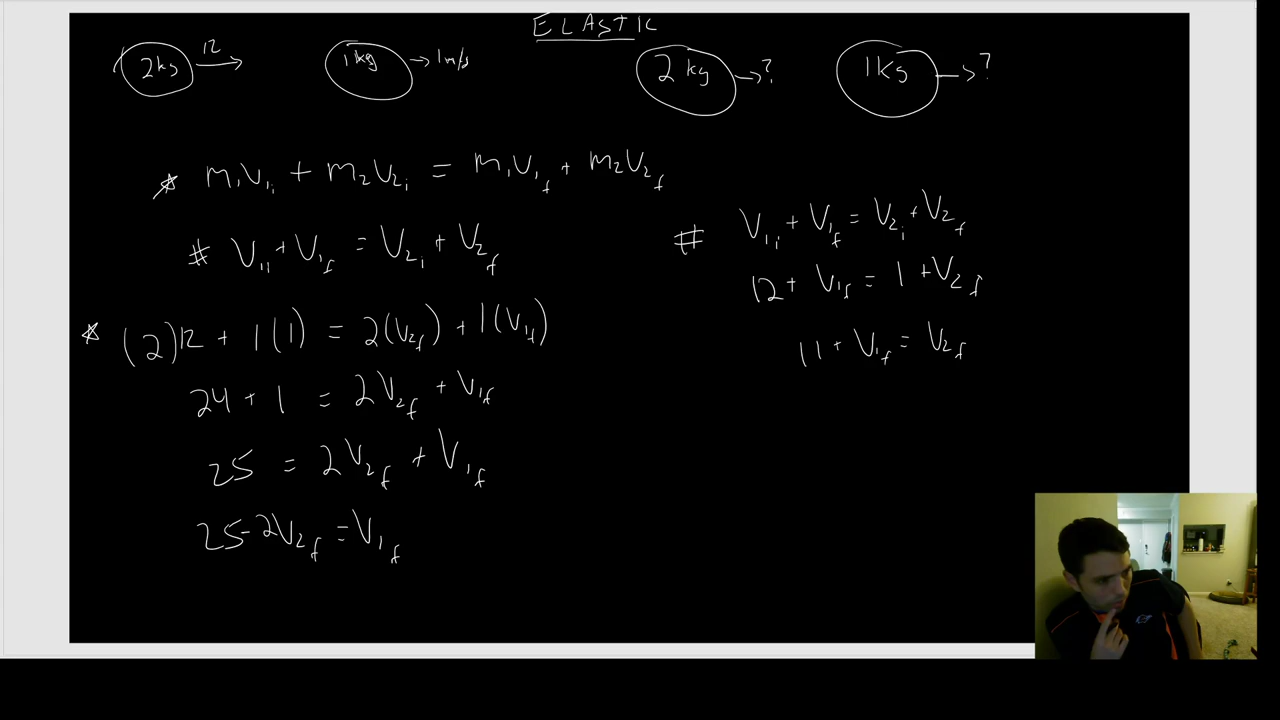 ELASTIC
2kg 12 → 1kg → 1m/s 2kg → ? 1kg → ?
* m₁V₁ᵢ + m₂V₂ᵢ = m₁V₁f + m₂V₂f
# V₁ᵢ + V₁f = V₂ᵢ + V₂f
* (2)12 + 1(1) = 2(V₂f) + 1(V₁f)
24 + 1 = 2V₂f + V₁f
25 = 2V₂f + V₁f
25 - 2V₂f = V₁f
# V₁ᵢ + V₁f = V₂ᵢ + V₂f
12 + V₁f = 1 + V₂f
11 + V₁f = V₂f